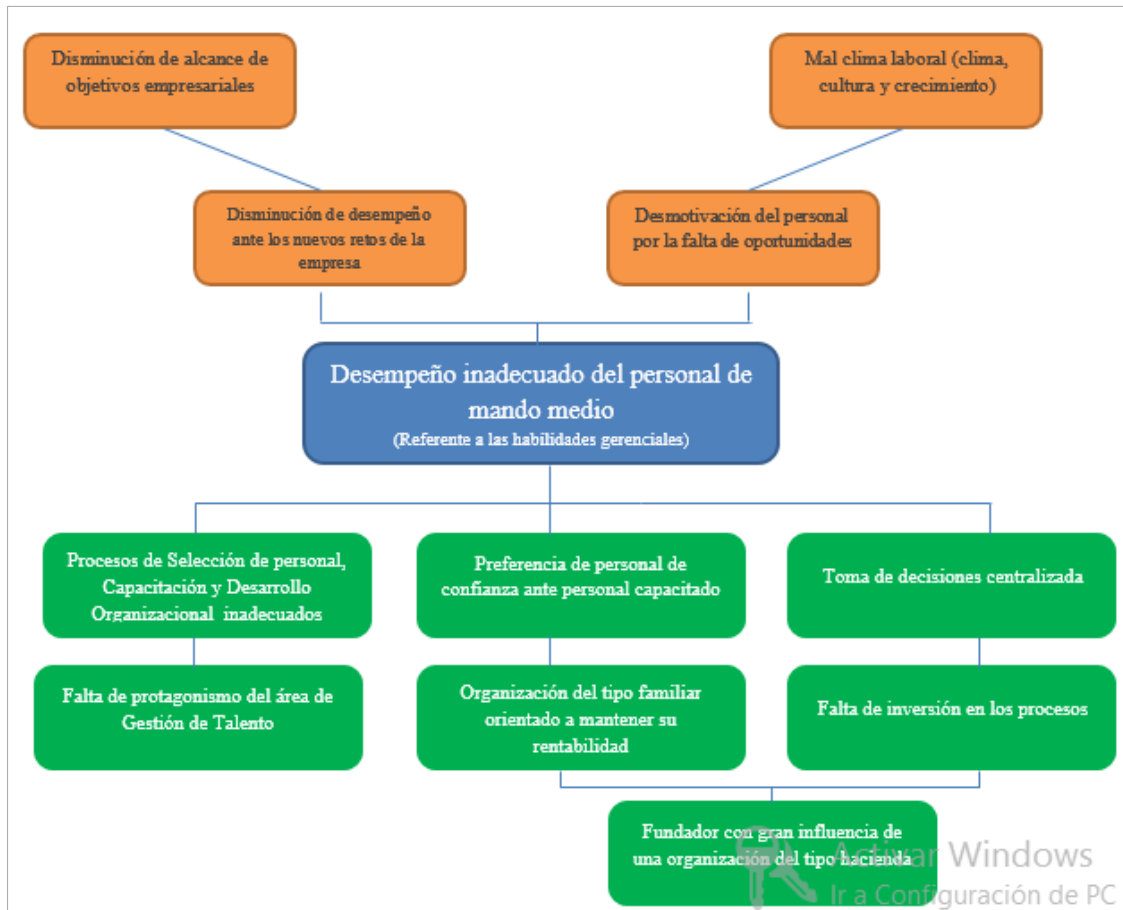 Disminución de alcance de
objetivos empresariales
Mal clima laboral (clima,
cultura y crecimiento)
Disminución de desempeño
ante los nuevos retos de la
empresa
Desmotivación del personal
por la falta de oportunidades
Desempeño inadecuado del personal de
mando medio
(Referente a las habilidades gerenciales)
Procesos de Selección de personal,
Capacitación y Desarrollo
Organizacional inadecuados
Preferencia de personal de
confianza ante personal capacitado
Toma de decisiones centralizada
Falta de protagonismo del área de
Gestión de Talento
Organización del tipo familiar
orientado a mantener su
rentabilidad
Falta de inversión en los procesos
Fundador con gran influencia de
una organización del tipo hacienda
Activar Windows
Ir a Configuración de PC